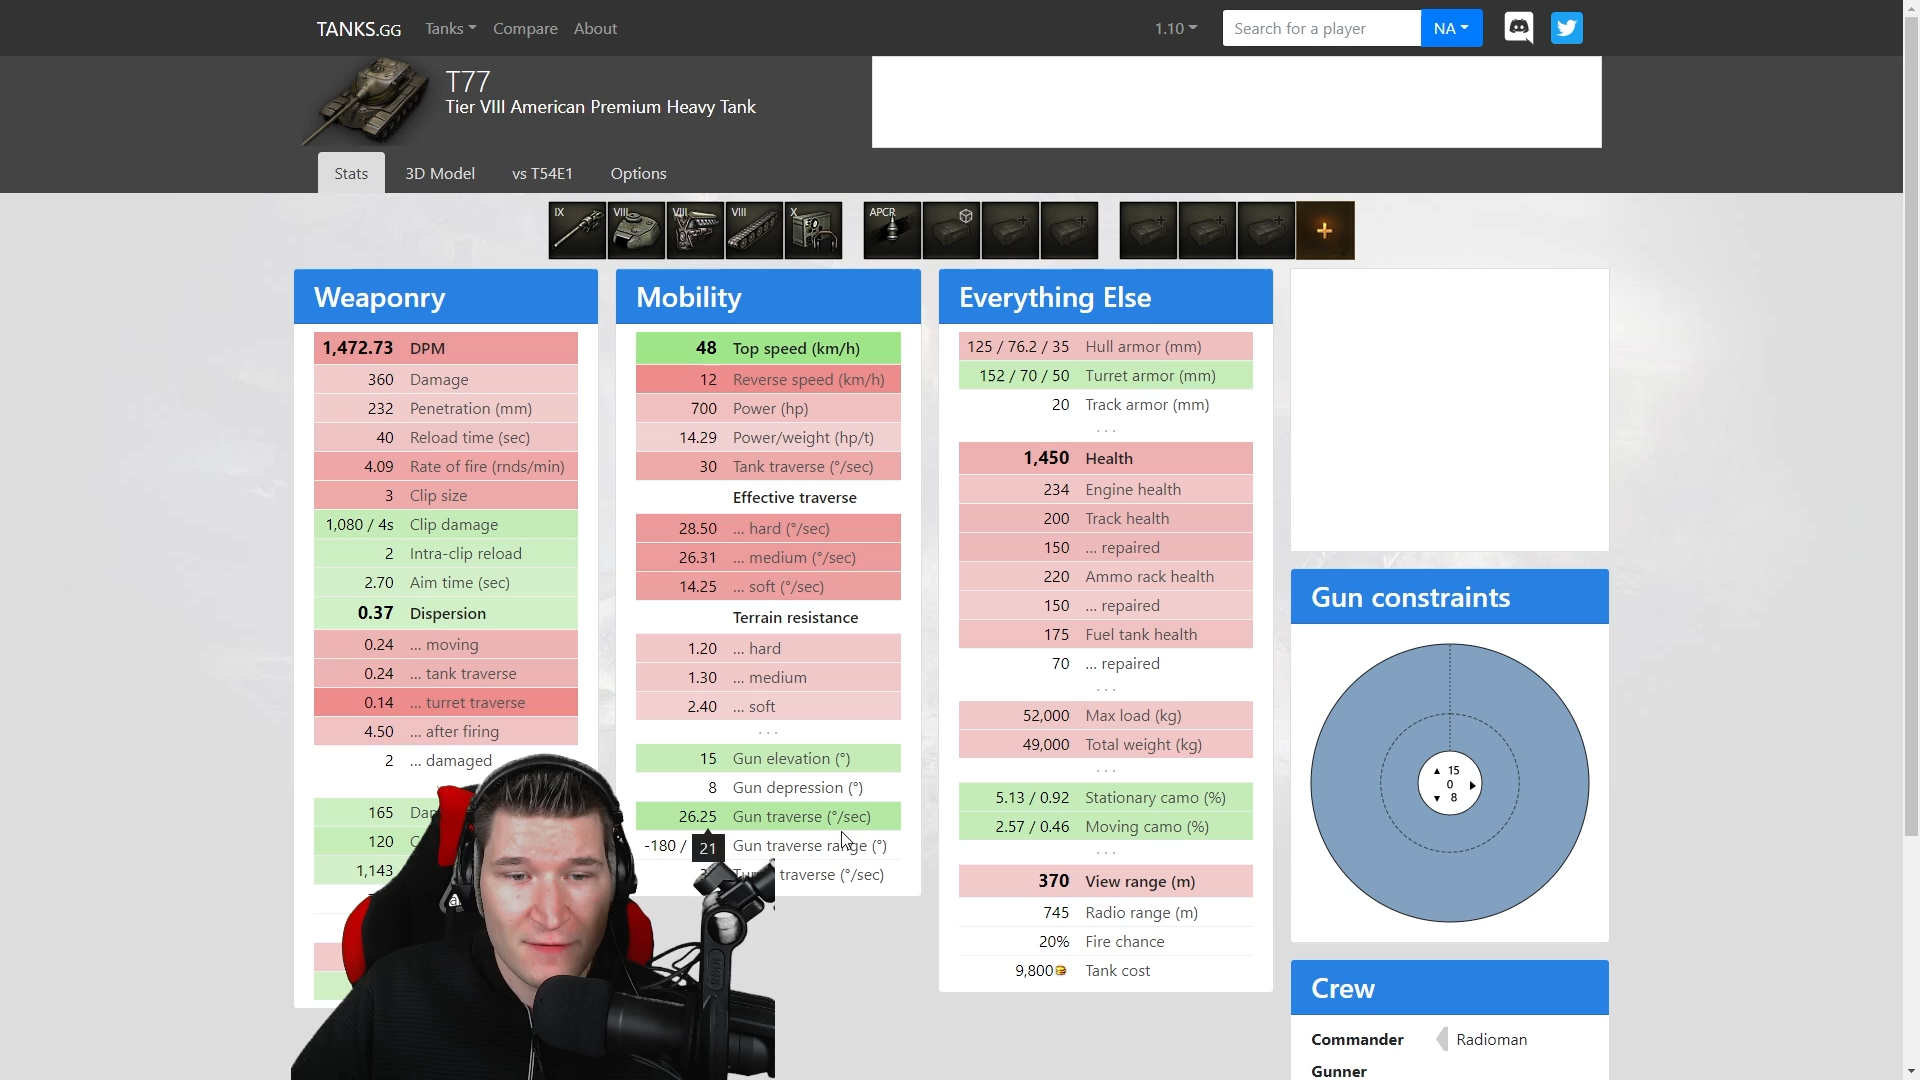 TANKS.GG Tanks Compare About 1.10 Search for a player NA
T77
Tier VIII American Premium Heavy Tank
Stats 3D Model vs T54E1 Options
IX VIII VIII VIII X APCR
Weaponry
1,472.73 DPM
360 Damage
232 Penetration (mm)
40 Reload time (sec)
4.09 Rate of fire (rnds/min)
3 Clip size
1,080 / 4s Clip damage
2 Intra-clip reload
2.70 Aim time (sec)
0.37 Dispersion
0.24 ... moving
0.24 ... tank traverse
0.14 ... turret traverse
4.50 ... after firing
2 ... damaged
165
120
1,143
Mobility
48 Top speed (km/h)
12 Reverse speed (km/h)
700 Power (hp)
14.29 Power/weight (hp/t)
30 Tank traverse (°/sec)
Effective traverse
28.50 ... hard (°/sec)
26.31 ... medium (°/sec)
14.25 ... soft (°/sec)
Terrain resistance
1.20 ... hard
1.30 ... medium
2.40 ... soft
...
15 Gun elevation (°)
8 Gun depression (°)
26.25 Gun traverse (°/sec)
-180 / 21 Gun traverse range (°)
traverse (°/sec)
Everything Else
125 / 76.2 / 35 Hull armor (mm)
152 / 70 / 50 Turret armor (mm)
20 Track armor (mm)
...
1,450 Health
234 Engine health
200 Track health
150 ... repaired
220 Ammo rack health
150 ... repaired
175 Fuel tank health
70 ... repaired
...
52,000 Max load (kg)
49,000 Total weight (kg)
...
5.13 / 0.92 Stationary camo (%)
2.57 / 0.46 Moving camo (%)
...
370 View range (m)
745 Radio range (m)
20% Fire chance
9,800 Tank cost
Gun constraints
▲ 15
0 ▶
▼ 8
Crew
Commander Radioman
Gunner